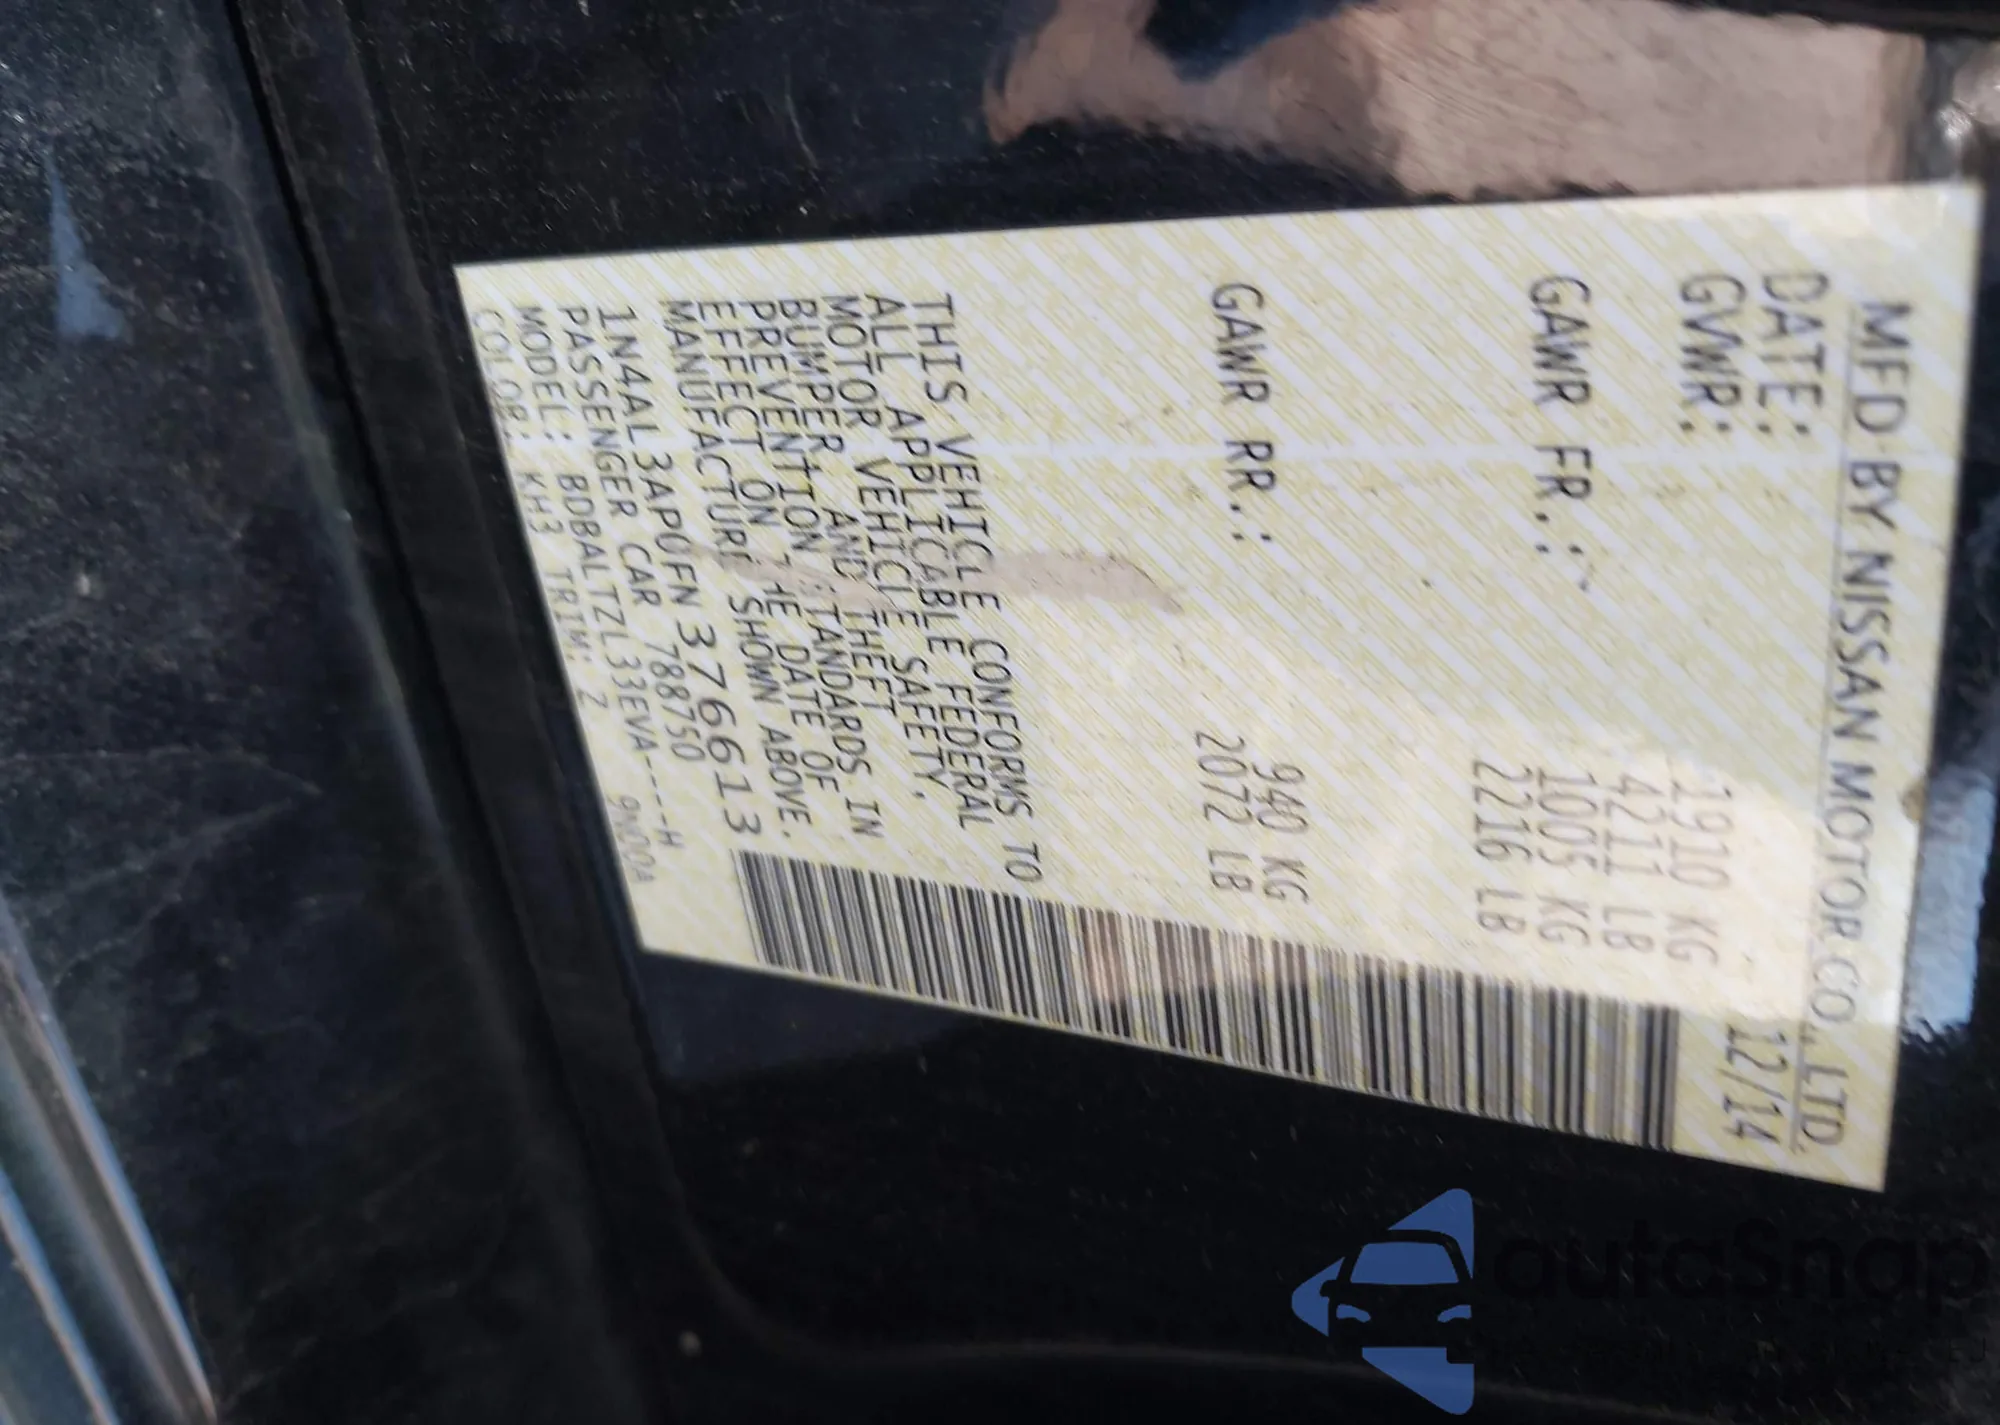 MFD BY NISSAN MOTOR CO., LTD.
DATE: 12/14
GVWR: 1910 KG
4211 LB
GAWR FR.: 1005 KG
2216 LB
GAWR RR.: 940 KG
2072 LB
THIS VEHICLE CONFORMS TO
ALL APPLICABLE FEDERAL
MOTOR VEHICLE SAFETY,
BUMPER AND THEFT
PREVENTION STANDARDS IN
EFFECT ON THE DATE OF
MANUFACTURE SHOWN ABOVE.
1N4AL3AP0FN 376613
PASSENGER CAR 788750
MODEL: BDBALTZL33EVA----H
COLOR: KH3 TRIM: Z 9N00A
autoSnap